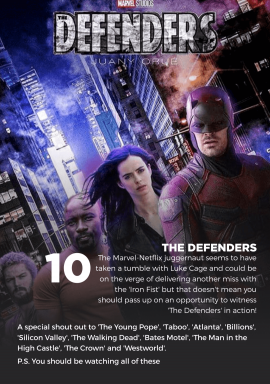 MARVEL STUDIOS
THE
DEFENDERS
JUANY ORUE
THE DEFENDERS
10
The Marvel-Netflix juggernaut seems to have
taken a tumble with Luke Cage and could be
on the verge of delivering another miss with
the 'Iron Fist' but that doesn't mean you
should pass up on an opportunity to witness
'The Defenders' in action!
A special shout out to 'The Young Pope', 'Taboo', 'Atlanta', 'Billions',
'Silicon Valley', 'The Walking Dead', 'Bates Motel', 'The Man in the
High Castle', 'The Crown' and 'Westworld'.
P.S. You should be watching all of these